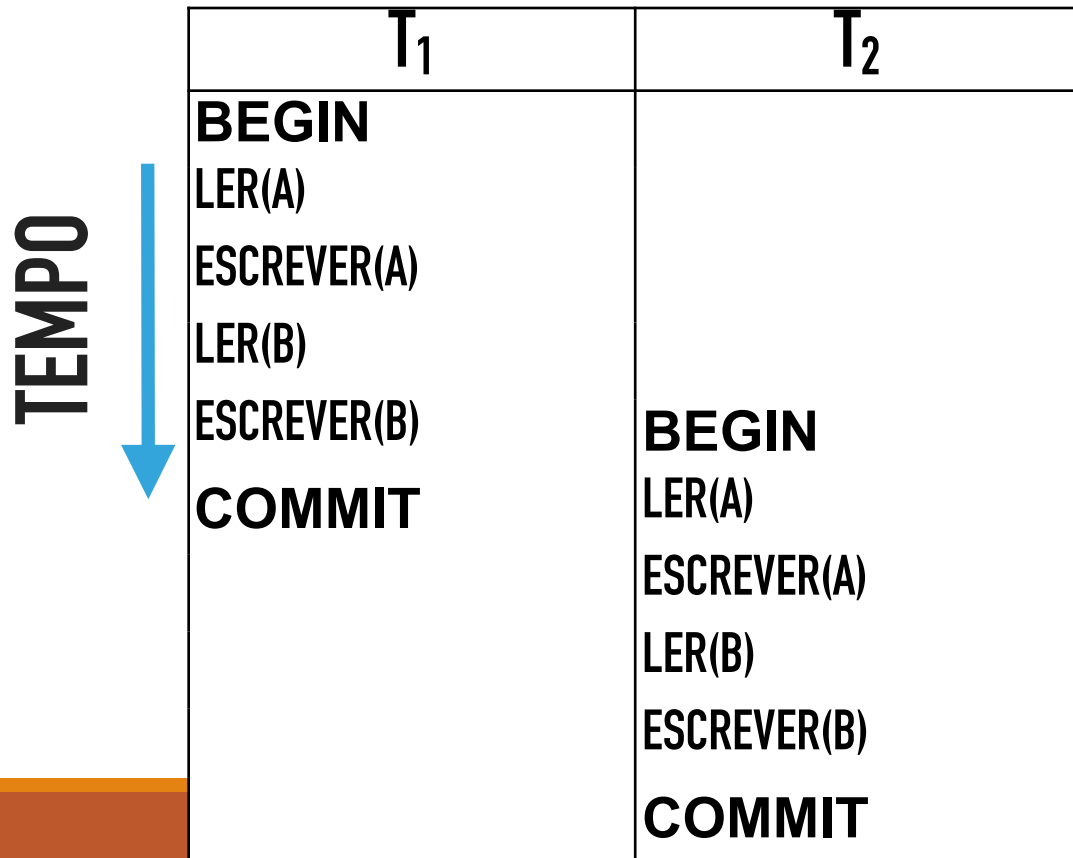 T1 T2
TEMPO
BEGIN
LER(A)
ESCREVER(A)
LER(B)
ESCREVER(B) BEGIN
COMMIT LER(A)
ESCREVER(A)
LER(B)
ESCREVER(B)
COMMIT